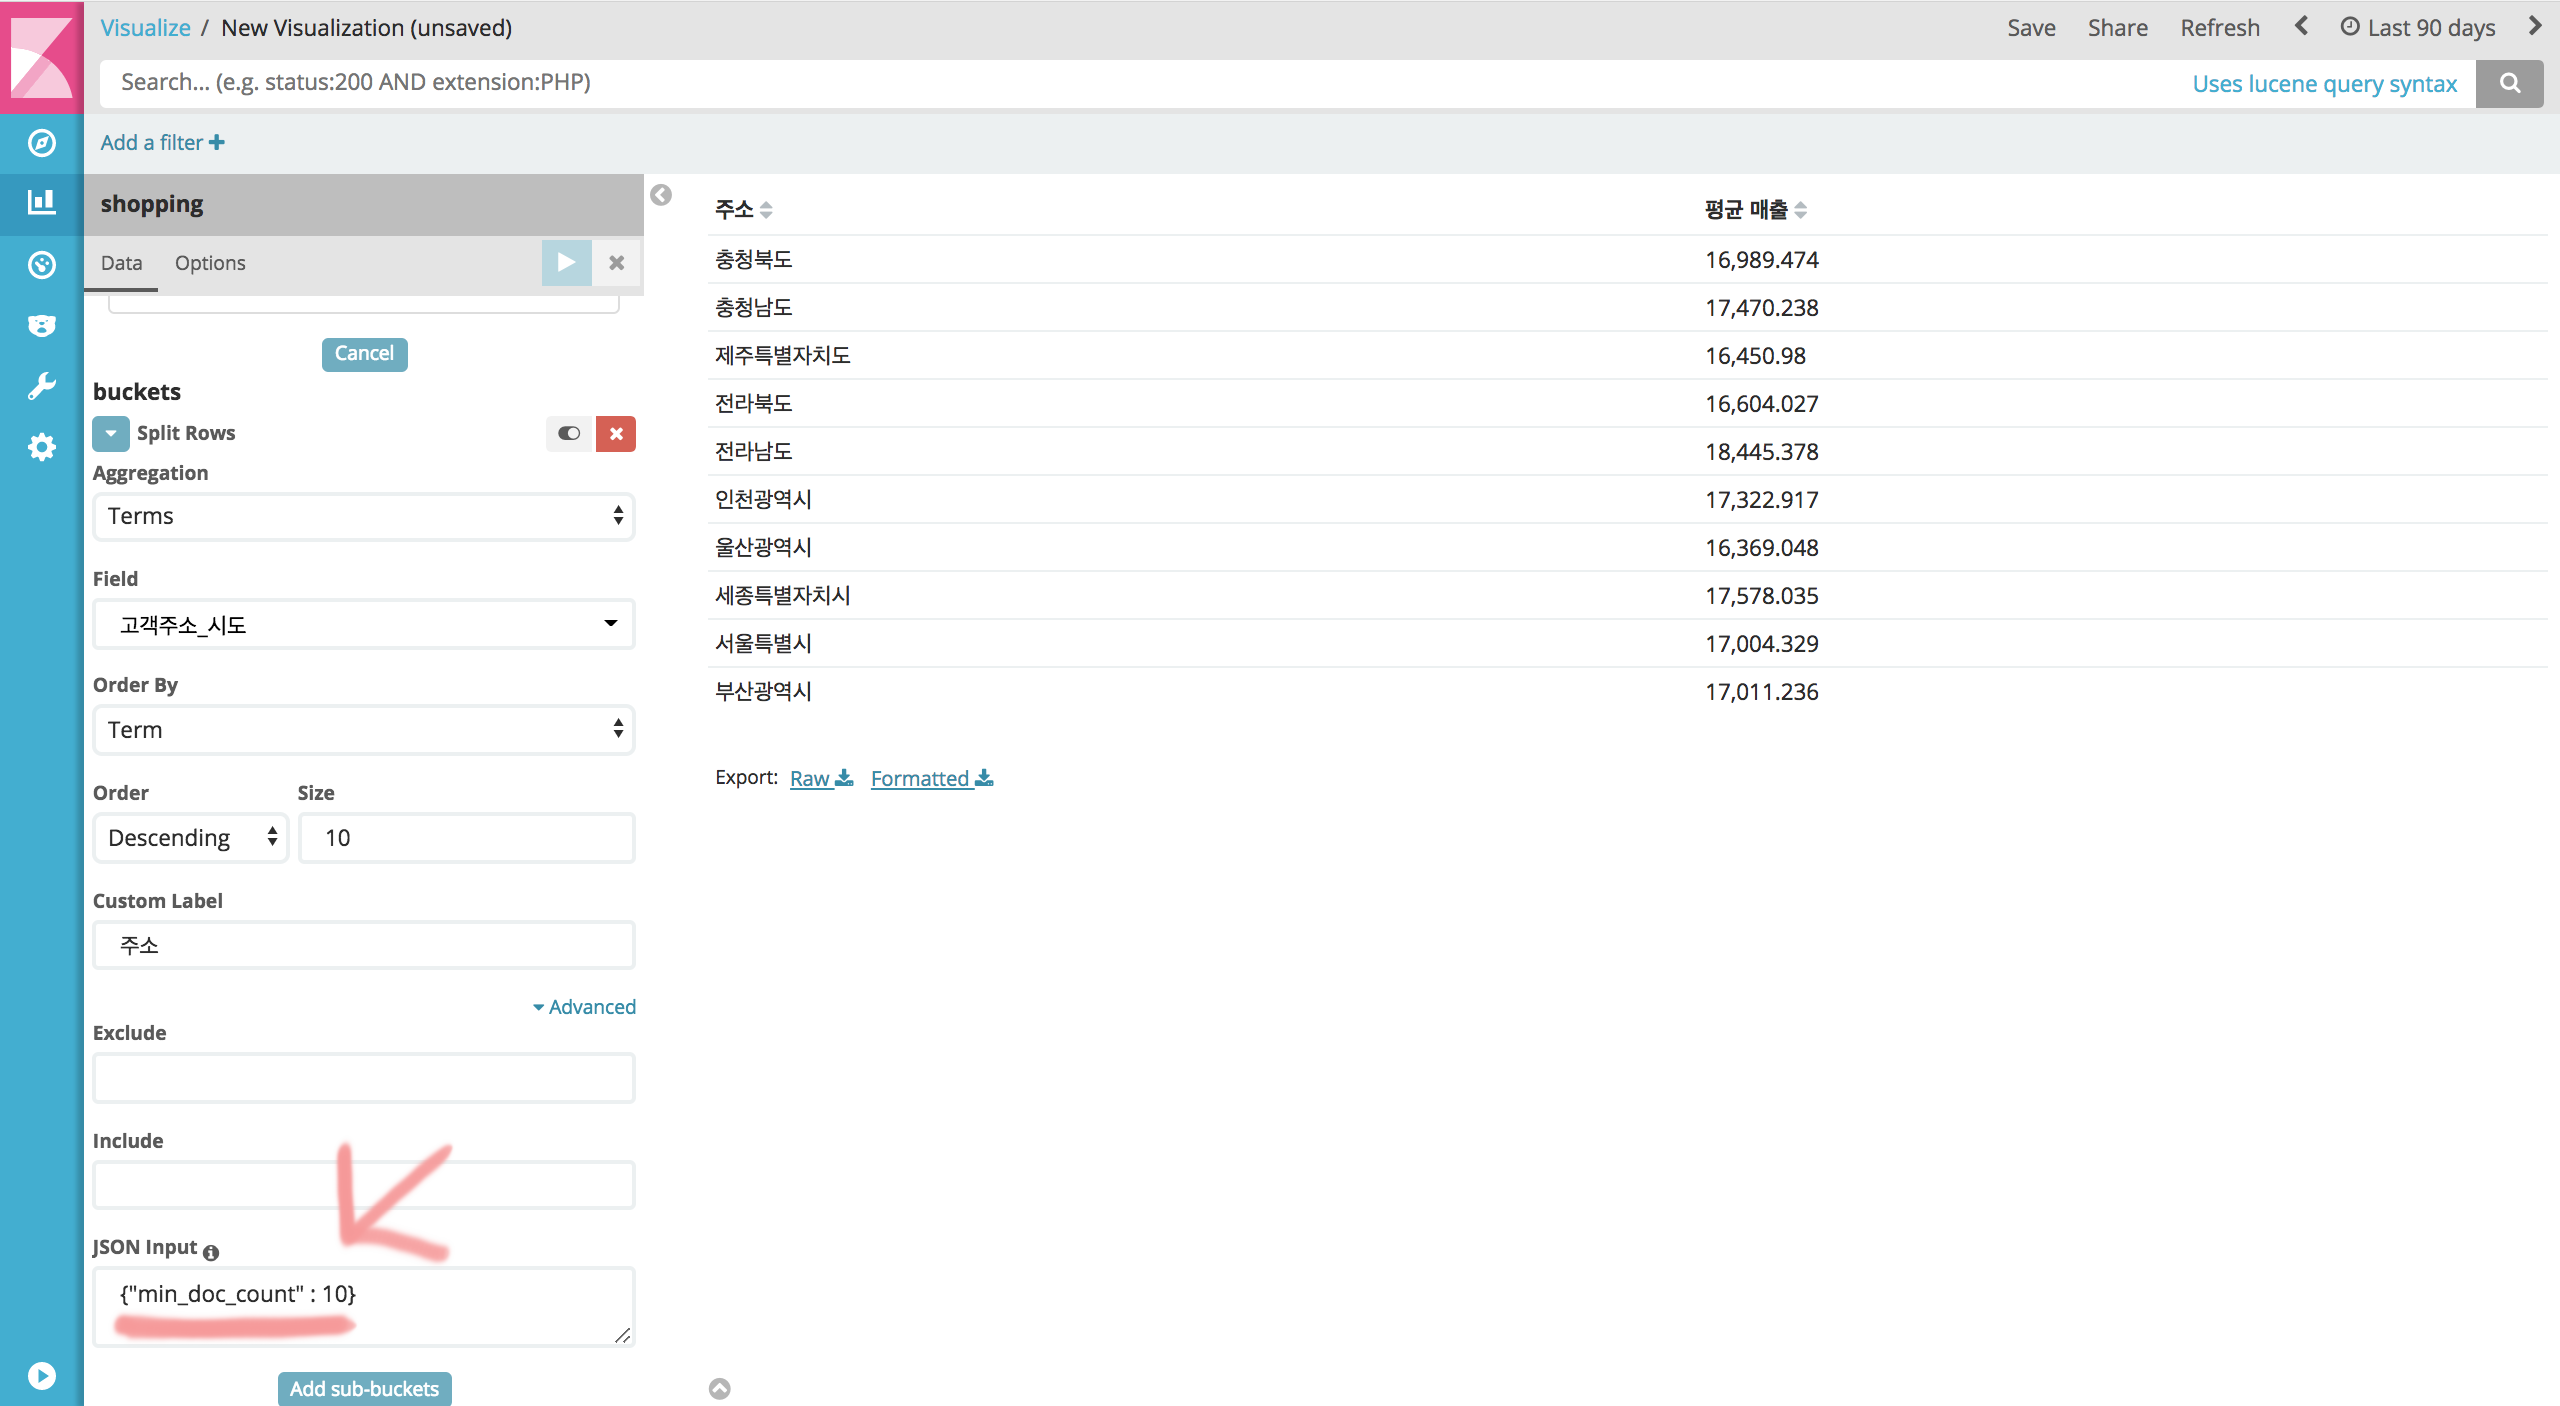 Visualize / New Visualization (unsaved)
Save Share Refresh Last 90 days
Search... (e.g. status:200 AND extension:PHP)
Uses lucene query syntax
Add a filter
shopping
Data Options
Cancel
buckets
Split Rows
Aggregation
Terms
Field
고객주소_시도
Order By
Term
Order Size
Descending 10
Custom Label
주소
Advanced
Exclude
Include
JSON Input
{"min_doc_count" : 10}
Add sub-buckets
주소 평균 매출
충청북도 16,989.474
충청남도 17,470.238
제주특별자치도 16,450.98
전라북도 16,604.027
전라남도 18,445.378
인천광역시 17,322.917
울산광역시 16,369.048
세종특별자치시 17,578.035
서울특별시 17,004.329
부산광역시 17,011.236
Export: Raw Formatted